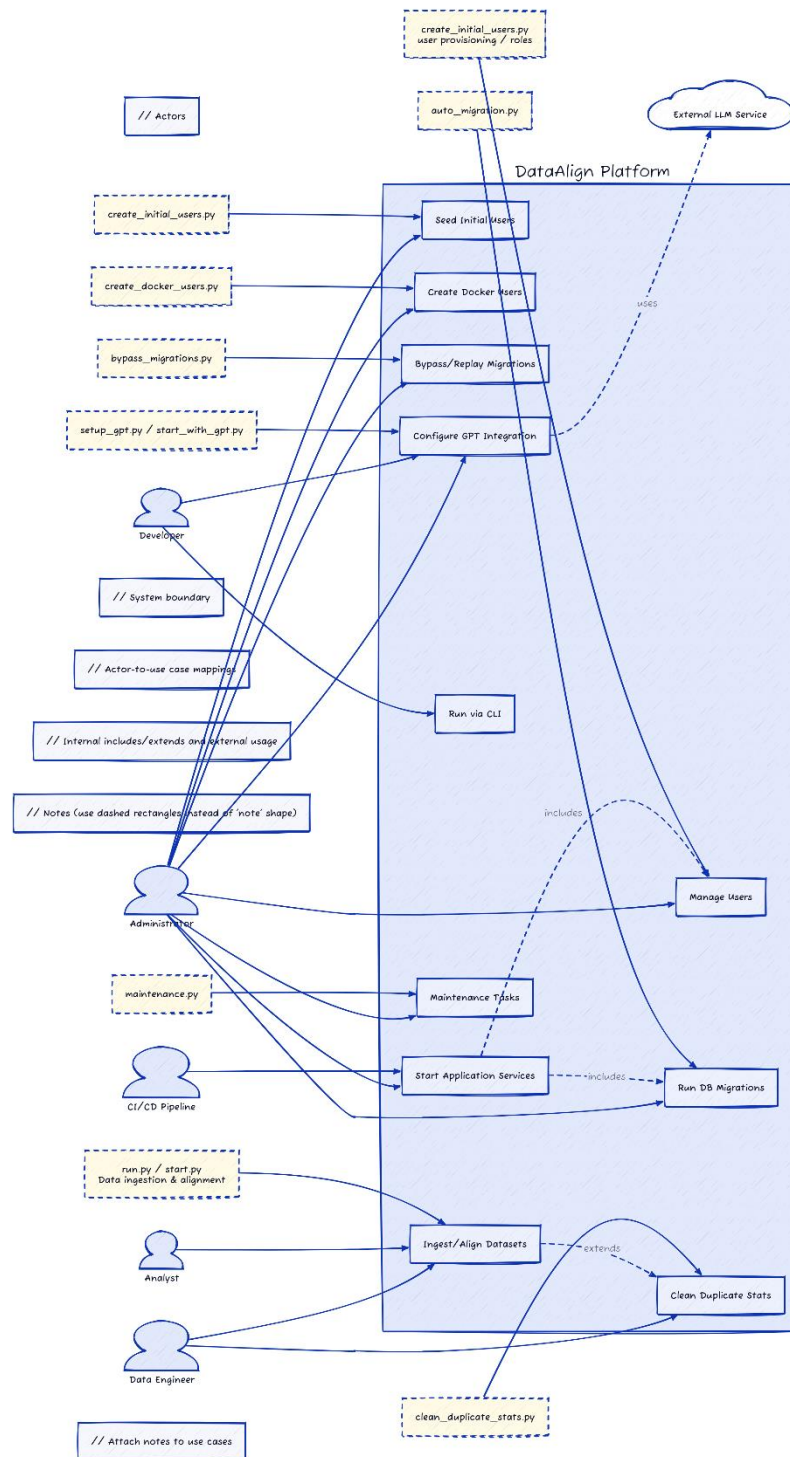 create_initial_users.py
user provisioning / roles
// Actors
auto_migration.py
External LLM Service
DataAlign Platform
create_initial_users.py
Seed Initial Users
create_docker_users.py
Create Docker Users
uses
bypass_migrations.py
Bypass/Replay Migrations
setup_gpt.py / start_with_gpt.py
Configure GPT Integration
Developer
// System boundary
// Actor-to-use case mappings
Run via CLI
// Internal includes/extends and external usage
// Notes (use dashed rectangles instead of 'note' shape)
includes
Manage Users
Administrator
maintenance.py
Maintenance Tasks
Start Application Services
includes
Run DB Migrations
CI/CD Pipeline
run.py / start.py
Data ingestion & alignment
Ingest/Align Datasets
extends
Analyst
Clean Duplicate Stats
Data Engineer
clean_duplicate_stats.py
// Attach notes to use cases